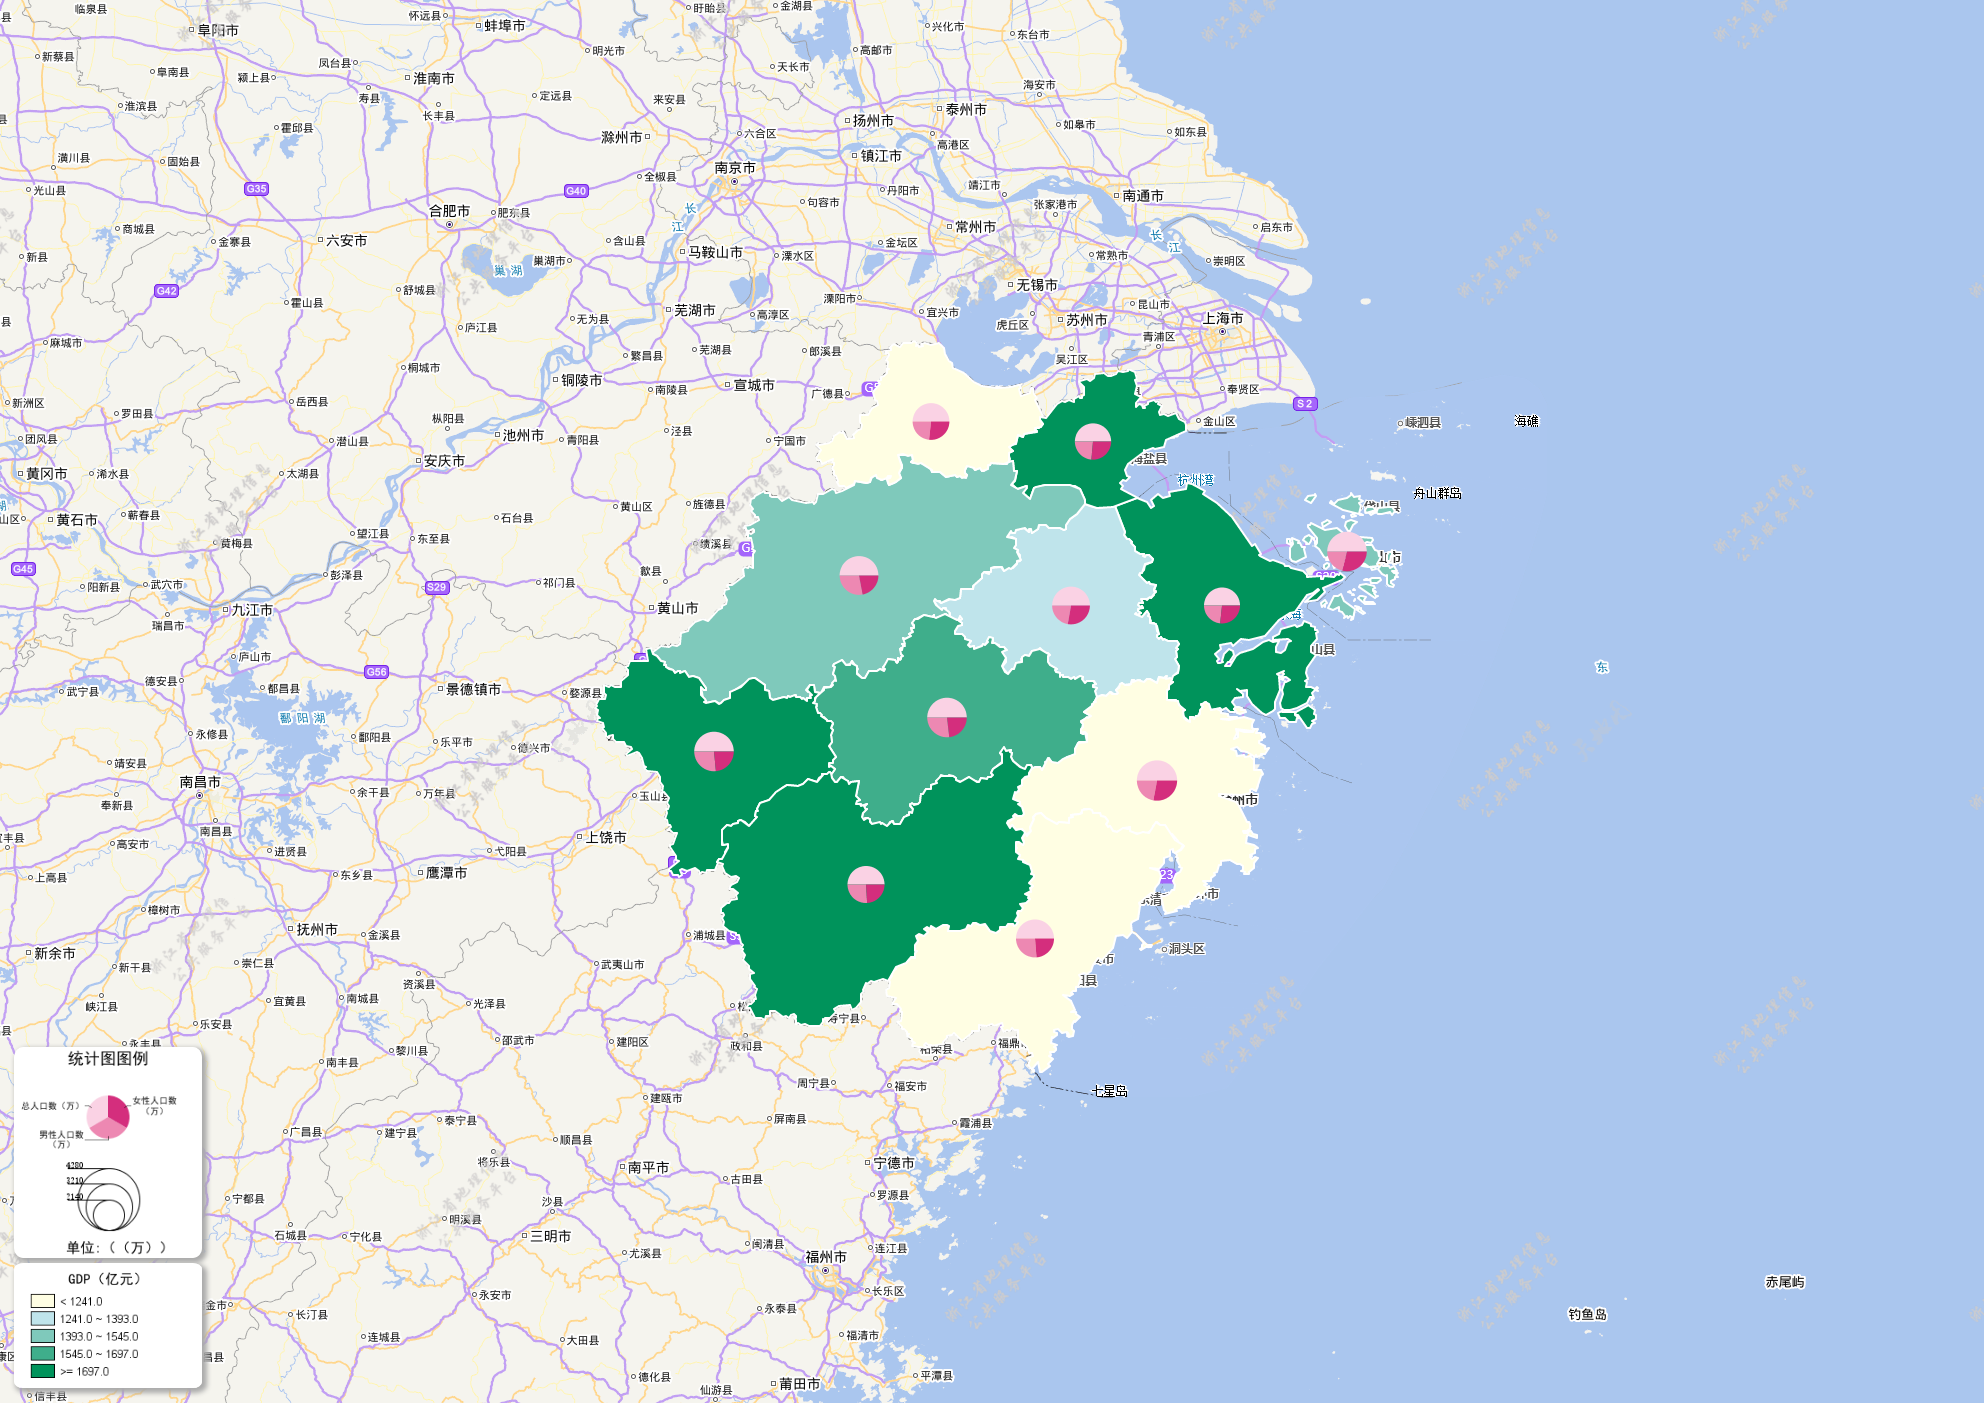 临泉县
阜阳市
怀远县
蚌埠市
盱眙县
金湖县
兴化市
东台市
新蔡县
阜南县
颍上县
凤台县
淮南市
明光市
高邮市
天长市
寿县
定远县
来安县
海安市
淮滨县
霍邱县
长丰县
滁州市
六合区
扬州市
泰州市
如皋市
如东县
潢川县
固始县
南京市
镇江市
高港区
光山县
G35
G40
全椒县
丹阳市
靖江市
南通市
合肥市
肥东县
长
江
句容市
张家港市
商城县
金寨县
六安市
含山县
马鞍山市
常州市
金坛区
溧水区
启东市
长
江
新县
巢湖
巢湖市
常熟市
崇明区
G42
霍山县
舒城县
无锡市
溧阳市
昆山市
芜湖市
高淳区
宜兴市
虎丘区
苏州市
上海市
庐江县
无为县
青浦区
麻城市
繁昌县
芜湖县
郎溪县
吴江区
桐城市
铜陵市
南陵县
宣城市
广德县
奉贤区
新洲区
罗田县
岳西县
枞阳县
S 2
团风县
潜山县
池州市
青阳县
泾县
宁国市
金山区
嵊泗县
海礁
黄冈市
浠水县
太湖县
安庆市
海盐县
杭州湾
舟山群岛
岱山县
黄石市
蕲春县
石台县
黄山区
旌德县
黄梅县
望江县
东至县
绩溪县
G45
阳新县
武穴市
彭泽县
S29
祁门县
歙县
九江市
黄山市
瑞昌市
庐山市
山县
东
武宁县
德安县
都昌县
G56
景德镇市
婺源县
鄱阳湖
永修县
鄱阳县
乐平市
德兴市
靖安县
南昌市
奉新县
余干县
万年县
玉山县
南昌县
高安市
进贤县
弋阳县
上饶市
上高县
东乡县
鹰潭市
樟树市
23
抚州市
金溪县
浦城县
洞头区
新余市
新干县
崇仁县
资溪县
武夷山市
峡江县
宜黄县
南城县
光泽县
寿宁县
乐安县
邵武市
建阳区
政和县
柘荣县
福鼎市
永丰县
南丰县
黎川县
周宁县
福安市
七星岛
建瓯市
屏南县
霞浦县
广昌县
建宁县
泰宁县
顺昌县
将乐县
南平市
古田县
宁德市
宁都县
沙县
罗源县
石城县
宁化县
明溪县
三明市
尤溪县
闽清县
福州市
连江县
长乐区
赤尾屿
钓鱼岛
长汀县
永安市
永泰县
连城县
大田县
福清市
德化县
仙游县
莆田市
平潭县
信丰县
统计图图例
总人口数（万）
女性人口数
（万）
男性人口数
（万）
4280
3210
2140
单位：（（万））
GDP（亿元）
< 1241.0
1241.0 ~ 1393.0
1393.0 ~ 1545.0
1545.0 ~ 1697.0
>= 1697.0
浙江省地理信息
公共服务平台